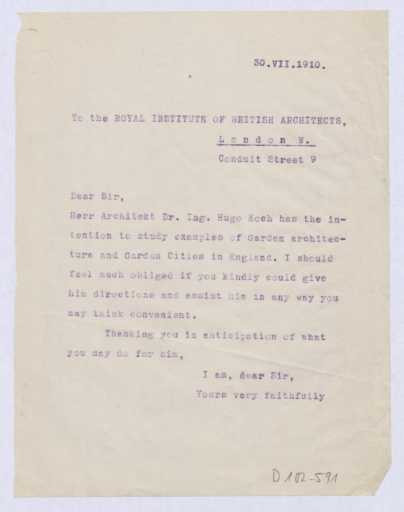 30.VII.1910.
To the ROYAL INSTITUTE OF BRITISH ARCHITECTS,
London W.
Conduit Street 9
Dear Sir,
Herr Architekt Dr. Ing. Hugo Koch has the in-
tention to study examples of Garden architec-
ture and Garden Cities in England. I should
feel much obliged if you kindly could give
him directions and assist him in any way you
may think convenient.
Thanking you in anticipation of what
you may do for him,
I am, dear Sir,
Yours very faithfully
D 102-591